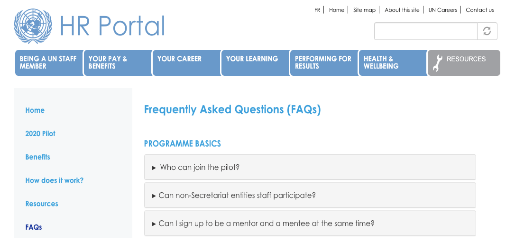 FR | Home | Site map | About this site | UN Careers | Contact us
HR Portal
BEING A UN STAFF MEMBER
YOUR PAY & BENEFITS
YOUR CAREER
YOUR LEARNING
PERFORMING FOR RESULTS
HEALTH & WELLBEING
RESOURCES
Home
2020 Pilot
Benefits
How does it work?
Resources
FAQs
Frequently Asked Questions (FAQs)
PROGRAMME BASICS
Who can join the pilot?
Can non-Secretariat entities staff participate?
Can I sign up to be a mentor and a mentee at the same time?